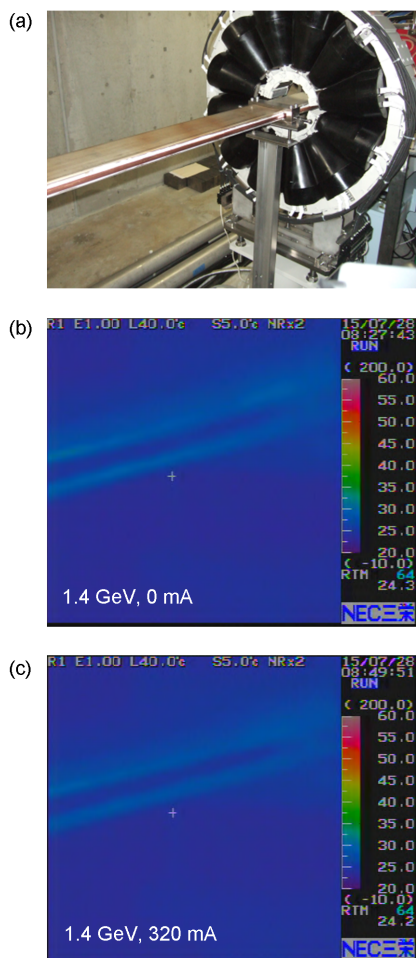 (a)
(b)
R1 E1.00 L40.0℃ S5.0℃ NRx2
15/07/28
08:27:43
RUN
( 200.0)
60.0
55.0
50.0
45.0
40.0
35.0
30.0
25.0
20.0
( -10.0)
RTM 64
24.3
1.4 GeV, 0 mA
NEC三栄
(c)
R1 E1.00 L40.0℃ S5.0℃ NRx2
15/07/28
08:49:51
RUN
( 200.0)
60.0
55.0
50.0
45.0
40.0
35.0
30.0
25.0
20.0
( -10.0)
RTM 64
24.2
1.4 GeV, 320 mA
NEC三栄